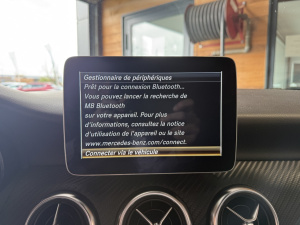 Gestionnaire de périphériques
Prêt pour la connexion Bluetooth...
Vous pouvez lancer la recherche de
MB Bluetooth
sur votre appareil. Pour plus
d'informations, consultez la notice
d'utilisation de l'appareil ou le site
www.mercedes-benz.com/connect.
Connecter via le véhicule